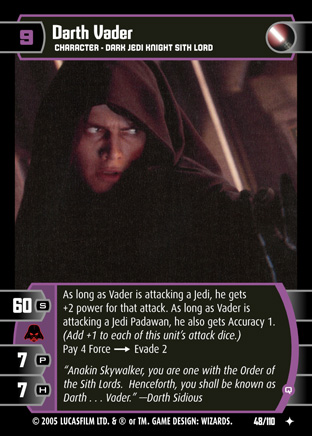 9
Darth Vader
CHARACTER - DARK JEDI KNIGHT SITH LORD
60 S
7 P
7 H
As long as Vader is attacking a Jedi, he gets
+2 power for that attack. As long as Vader is
attacking a Jedi Padawan, he also gets Accuracy 1.
(Add +1 to each of this unit's attack dice.)
Pay 4 Force → Evade 2
"Anakin Skywalker, you are one with the Order of
the Sith Lords. Henceforth, you shall be known as
Darth . . . Vader." —Darth Sidious
Q
© 2005 LUCASFILM LTD. & ® or TM. GAME DESIGN: WIZARDS. 48/110